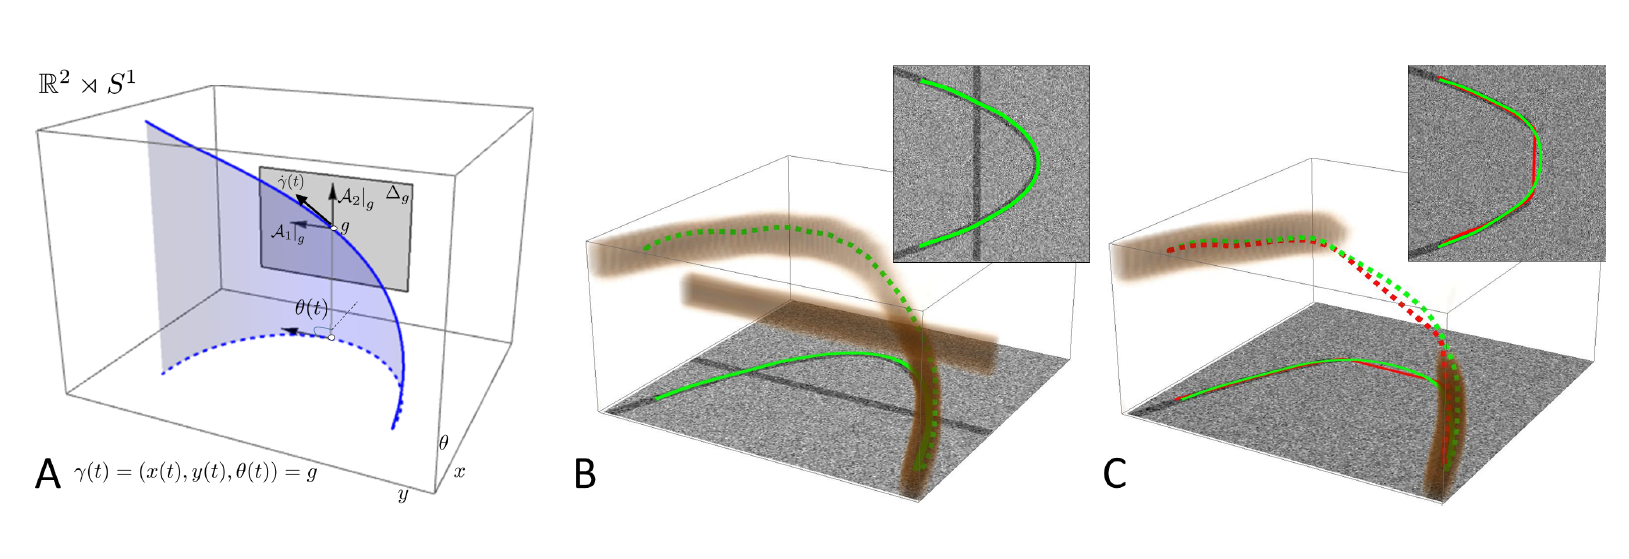 ℝ² ⋊ S¹
γ̇(t)
𝒜₂|g
Δg
𝒜₁|g
g
θ(t)
θ
x
y
A γ(t) = (x(t), y(t), θ(t)) = g
B
C